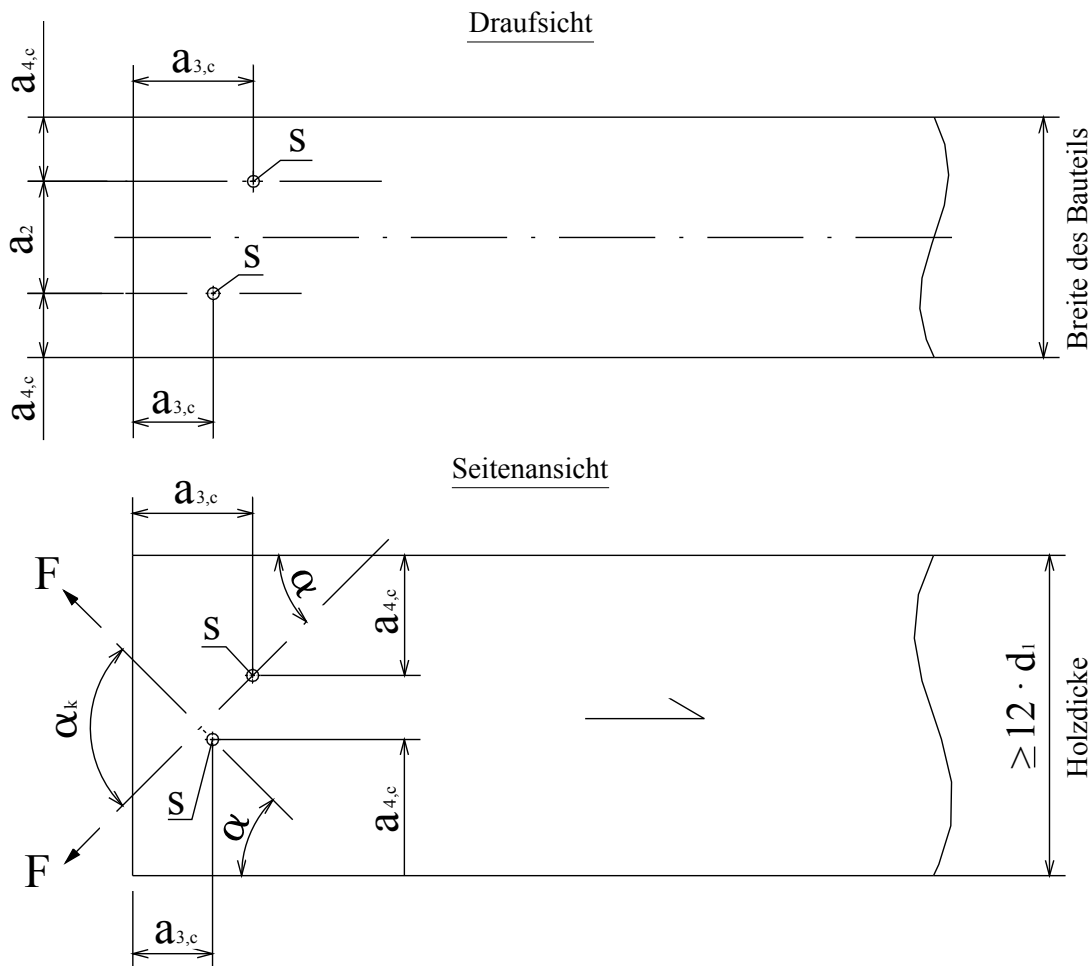 Draufsicht
a4,c
a3,c
S
a2
S
Breite des Bauteils
a4,c
a3,c
Seitenansicht
a3,c
F
α
a4,c
S
αk
≥12 · d1
Holzdicke
S
α
a4,c
F
a3,c